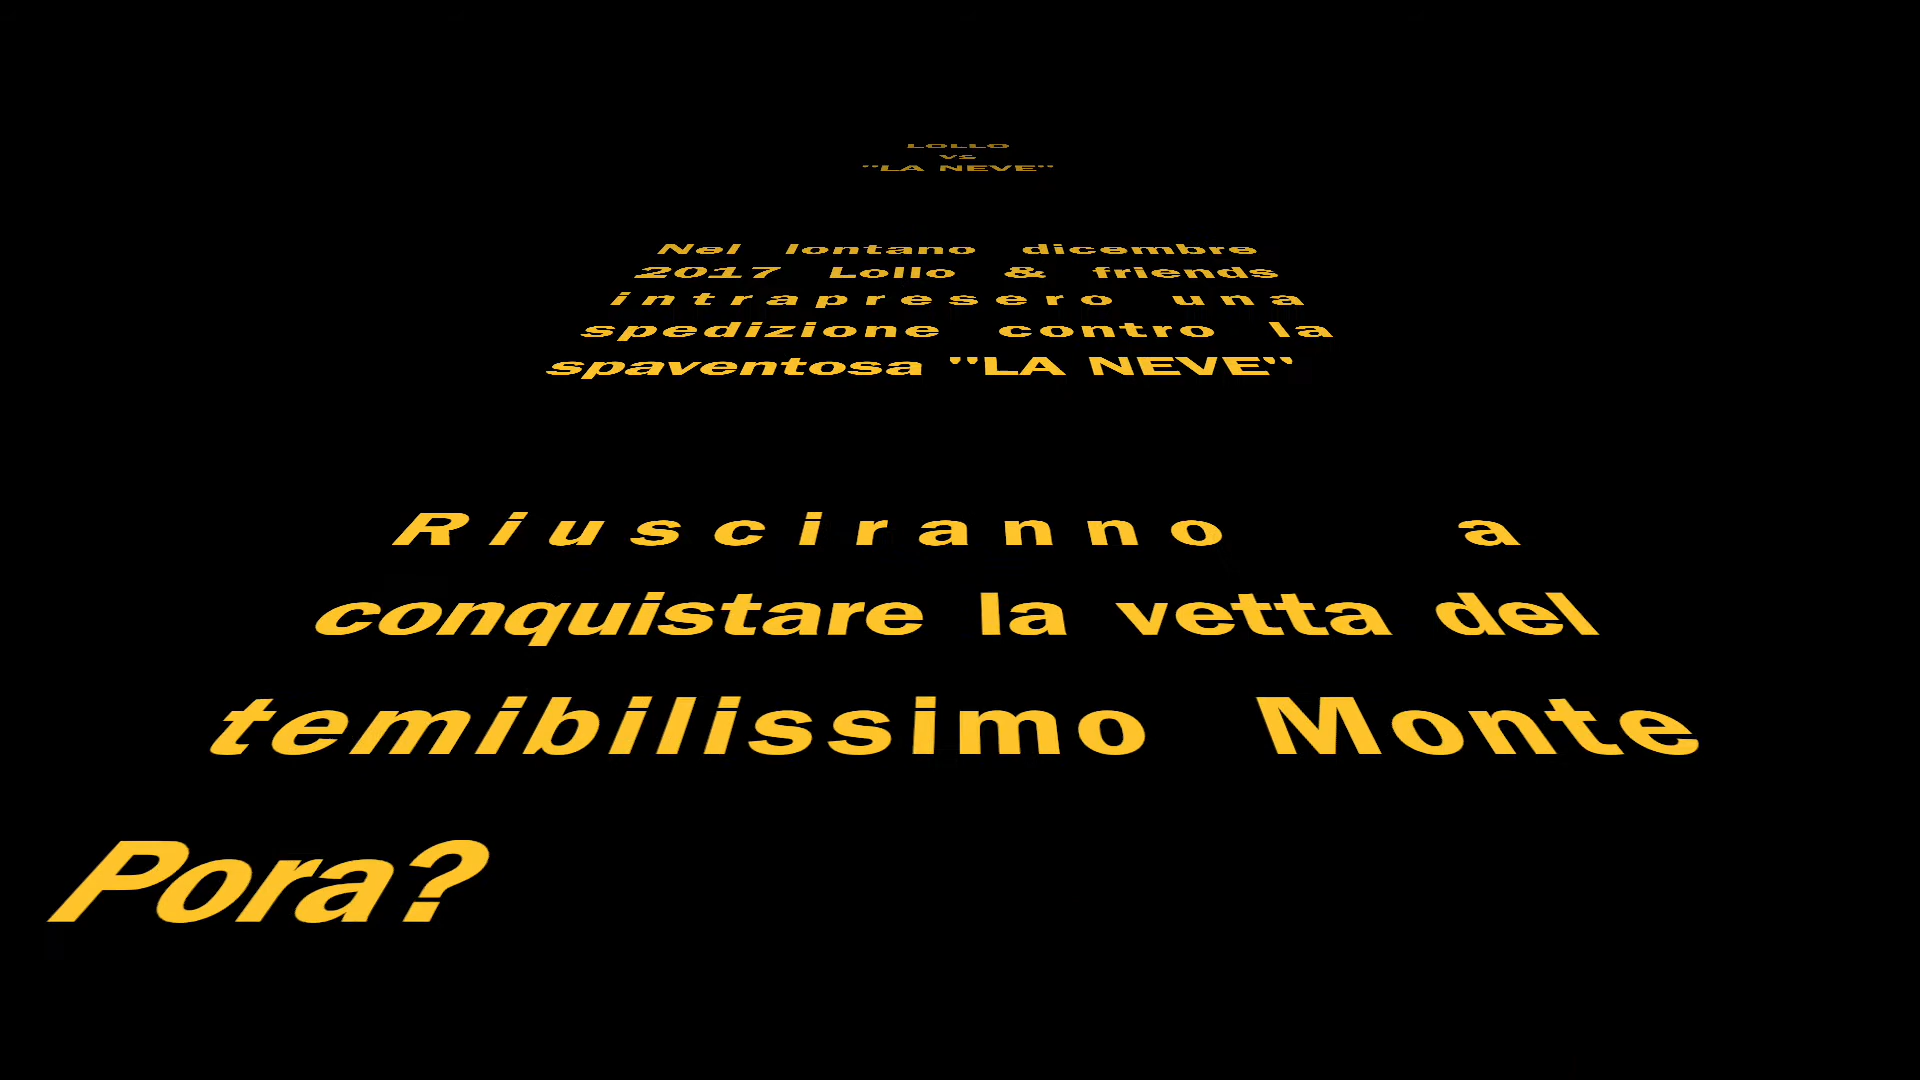 LOLLO
vs
"LA NEVE"
Nel lontano dicembre
2017 Lollo & friends
intrapresero una
spedizione contro la
spaventosa "LA NEVE"
Riusciranno a
conquistare la vetta del
temibilissimo Monte
Pora?